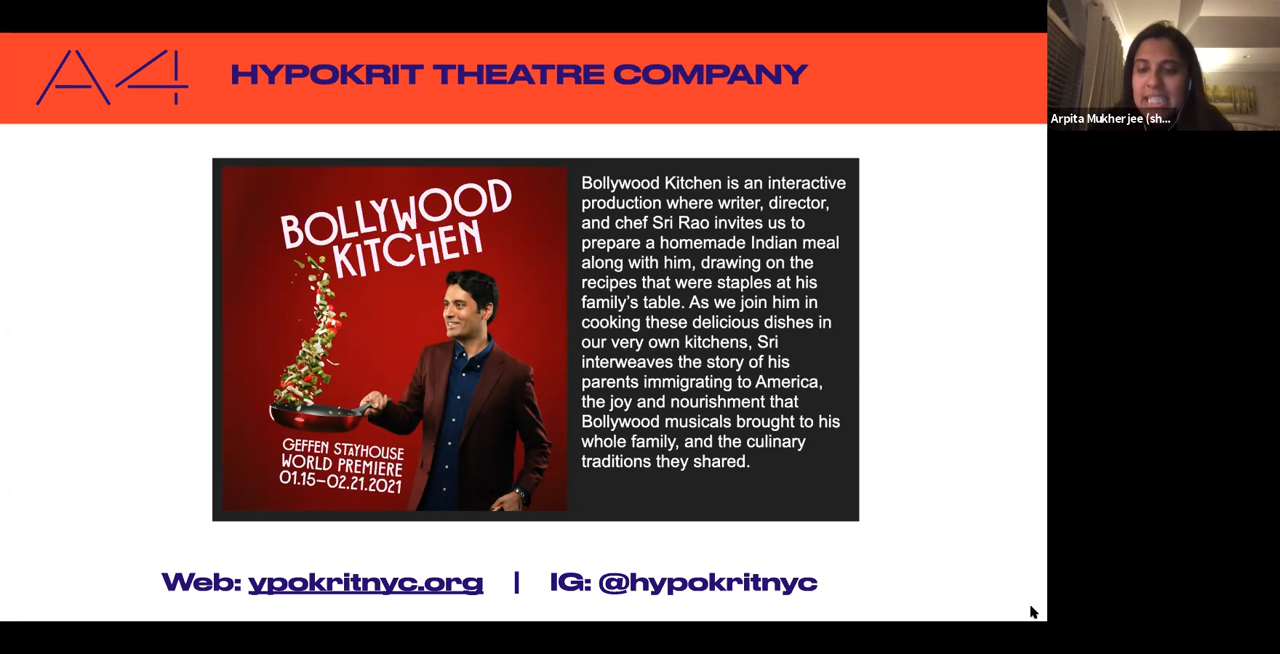 A4
HYPOKRIT THEATRE COMPANY
Arpita Mukherjee (sh...
BOLLYWOOD
KITCHEN
GEFFEN STAYHOUSE
WORLD PREMIERE
01.15–02.21.2021
Bollywood Kitchen is an interactive
production where writer, director,
and chef Sri Rao invites us to
prepare a homemade Indian meal
along with him, drawing on the
recipes that were staples at his
family's table. As we join him in
cooking these delicious dishes in
our very own kitchens, Sri
interweaves the story of his
parents immigrating to America,
the joy and nourishment that
Bollywood musicals brought to his
whole family, and the culinary
traditions they shared.
Web: ypokritnyc.org | IG: @hypokritnyc